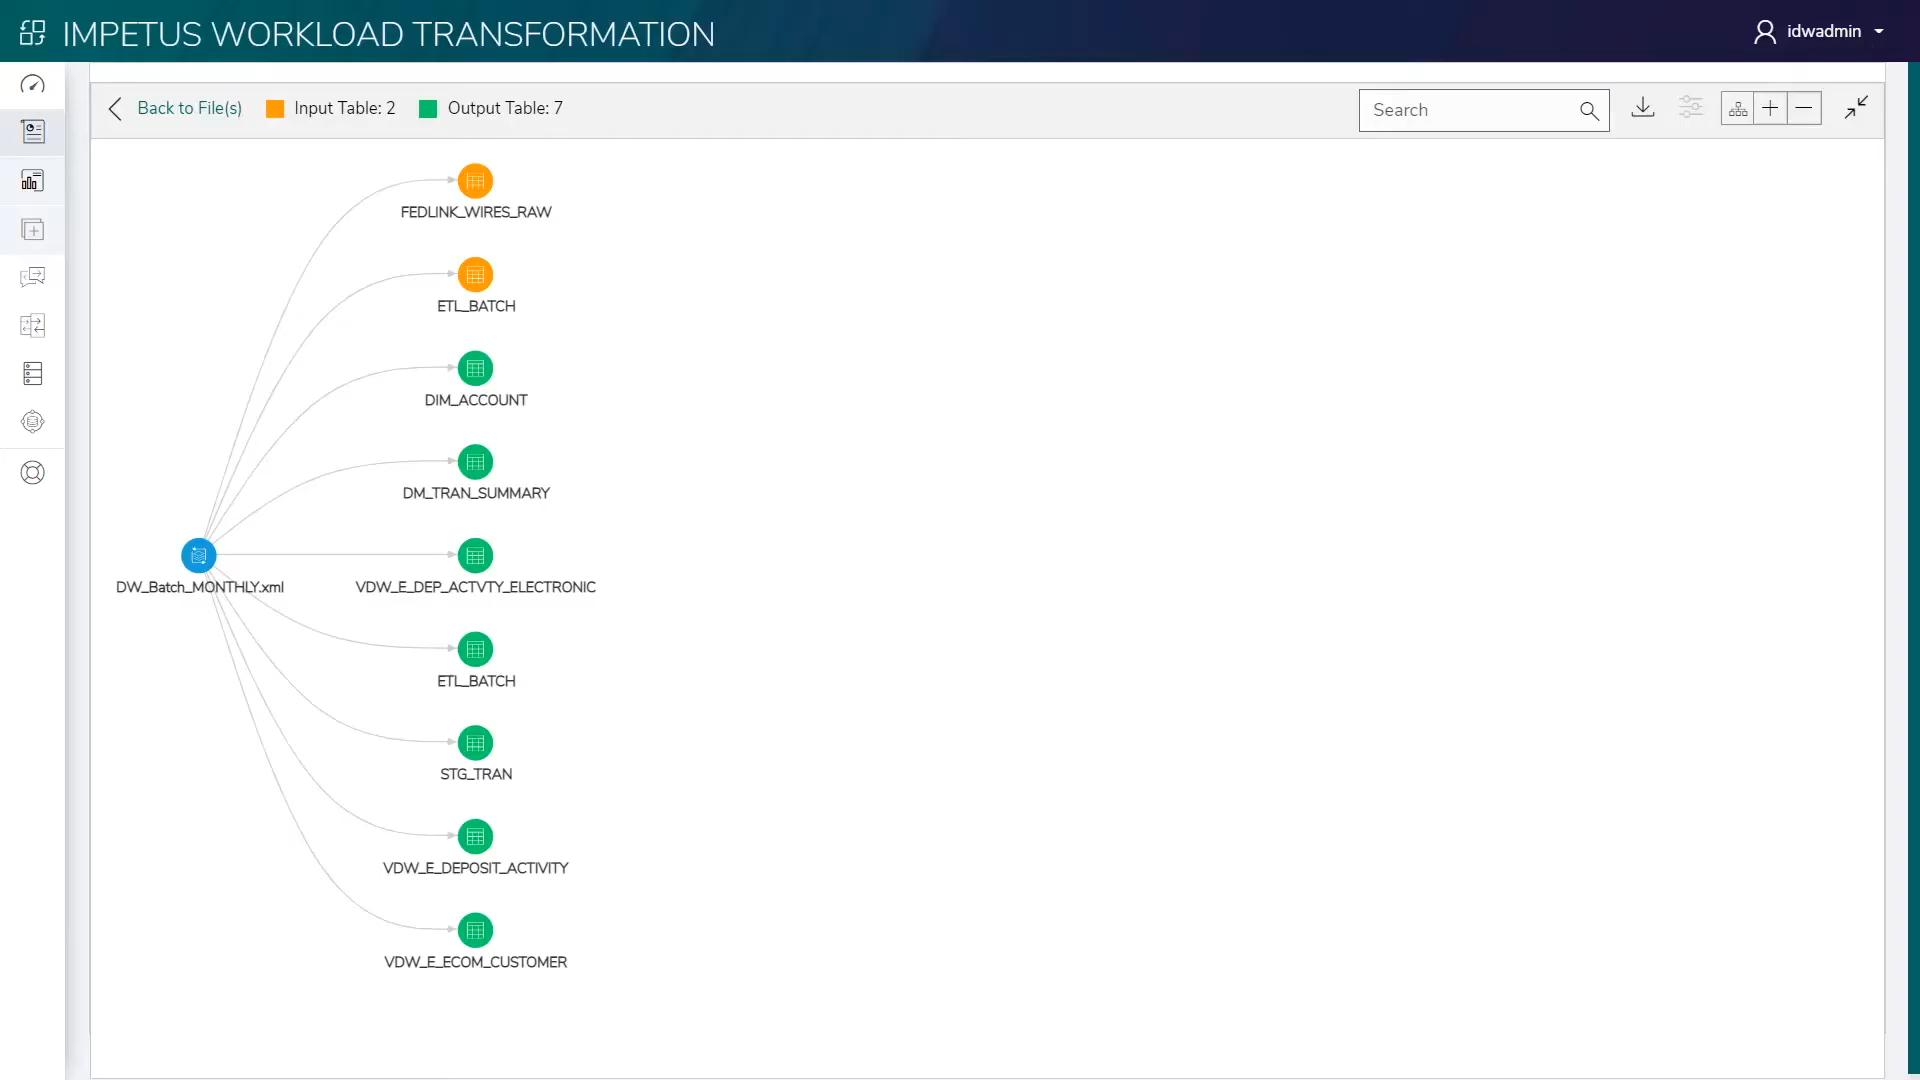 IMPETUS WORKLOAD TRANSFORMATION
idwadmin
Back to File(s)
Input Table: 2
Output Table: 7
Search
FEDLINK_WIRES_RAW
ETL_BATCH
DIM_ACCOUNT
DM_TRAN_SUMMARY
DW_Batch_MONTHLY.xml
VDW_E_DEP_ACTVTY_ELECTRONIC
ETL_BATCH
STG_TRAN
VDW_E_DEPOSIT_ACTIVITY
VDW_E_ECOM_CUSTOMER